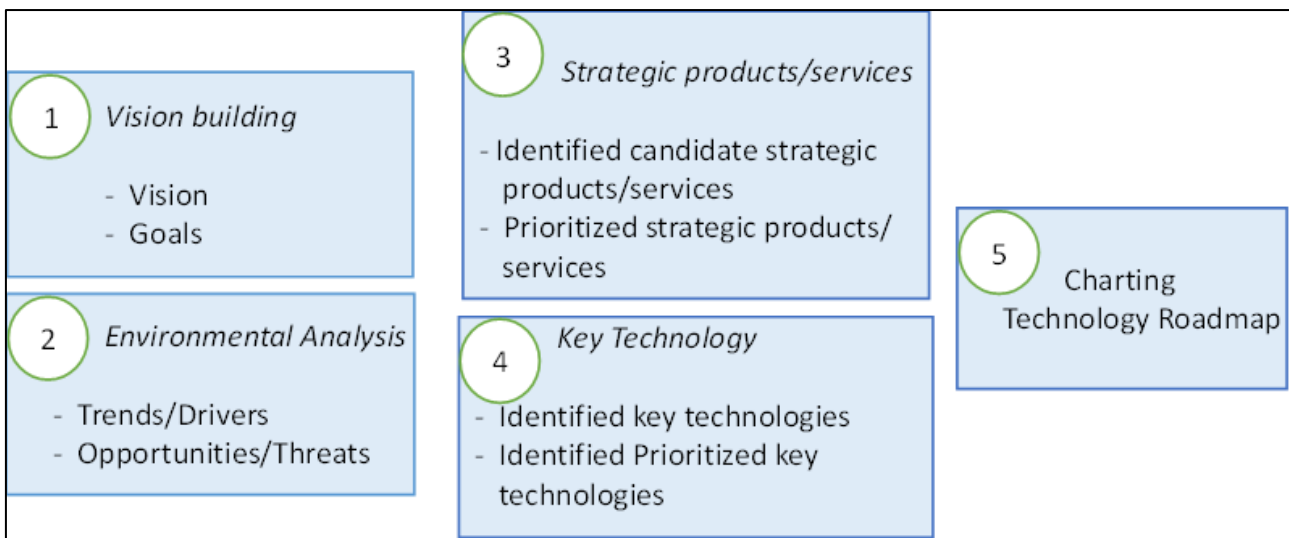 1
Vision building
- Vision
- Goals
2
Environmental Analysis
- Trends/Drivers
- Opportunities/Threats
3
Strategic products/services
- Identified candidate strategic
products/services
- Prioritized strategic products/
services
4
Key Technology
- Identified key technologies
- Identified Prioritized key
technologies
5
Charting
Technology Roadmap